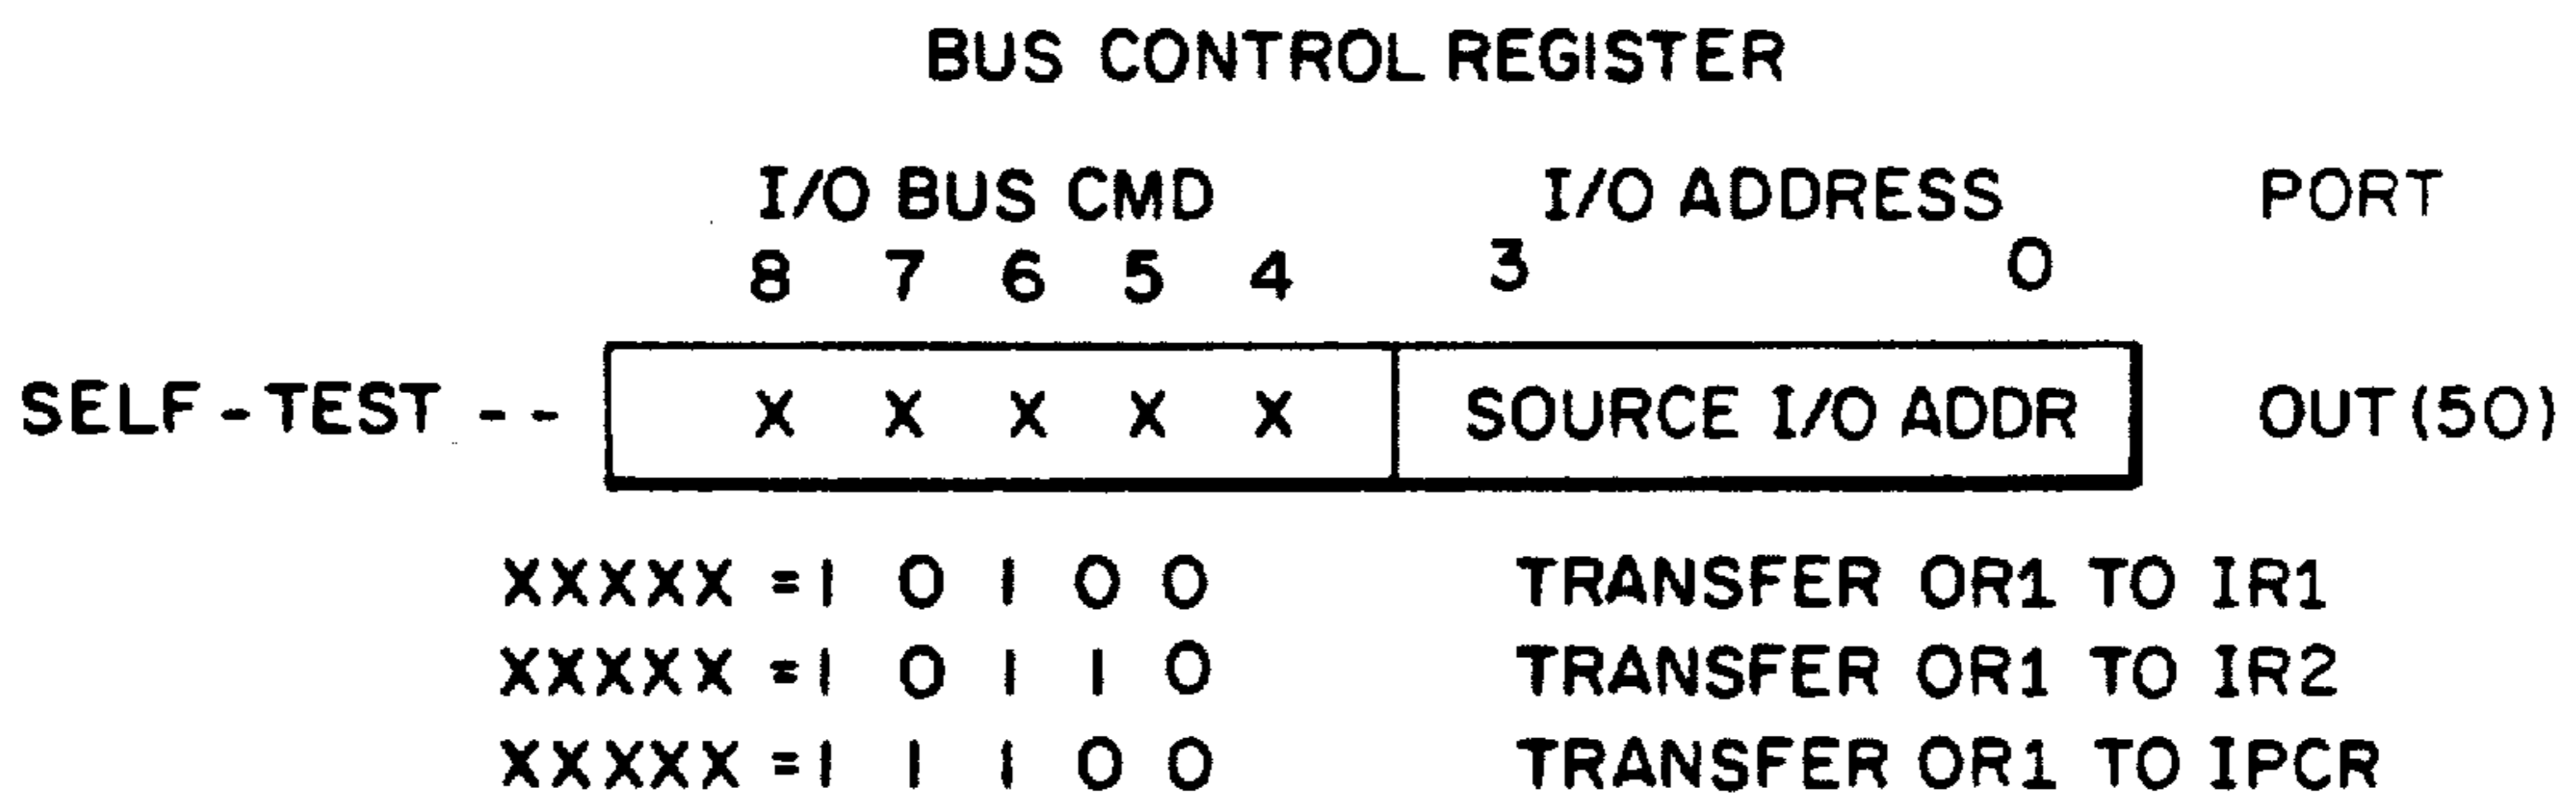 BUS CONTROL REGISTER
I/O BUS CMD I/O ADDRESS PORT
8 7 6 5 4 3 0
SELF-TEST -- X X X X X SOURCE I/O ADDR OUT(50)
XXXXX = 1 0 1 0 0 TRANSFER OR1 TO IR1
XXXXX = 1 0 1 1 0 TRANSFER OR1 TO IR2
XXXXX = 1 1 1 0 0 TRANSFER OR1 TO IPCR